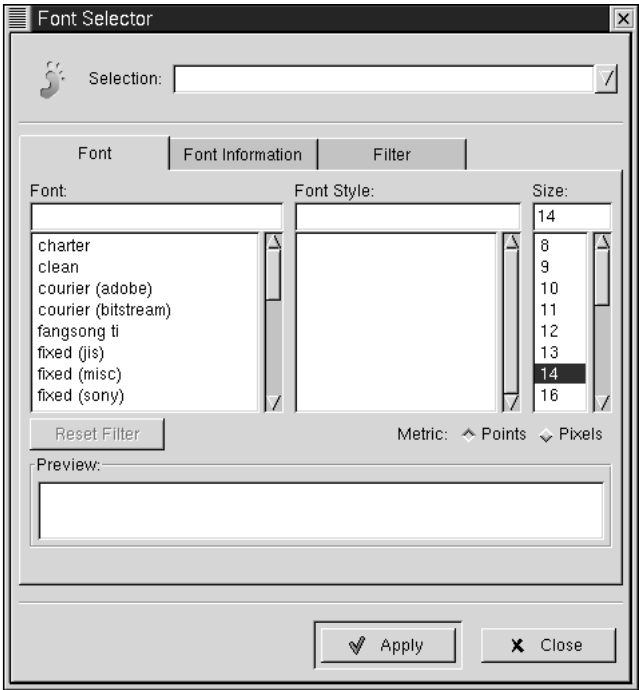 Font Selector
Selection:
Font Font Information Filter
Font: Font Style: Size:
14
charter 8
clean 9
courier (adobe) 10
courier (bitstream) 11
fangsong ti 12
fixed (jis) 13
fixed (misc) 14
fixed (sony) 16
Reset Filter Metric: Points Pixels
Preview:
Apply Close